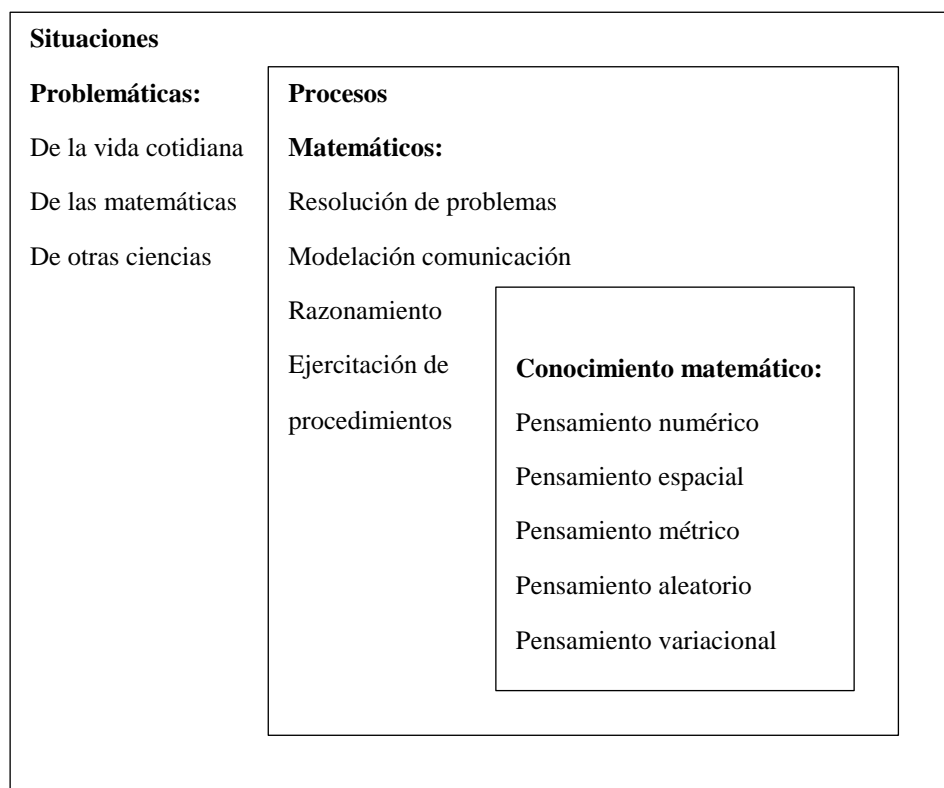 Situaciones
Problemáticas:
De la vida cotidiana
De las matemáticas
De otras ciencias
Procesos
Matemáticos:
Resolución de problemas
Modelación comunicación
Razonamiento
Ejercitación de
procedimientos
Conocimiento matemático:
Pensamiento numérico
Pensamiento espacial
Pensamiento métrico
Pensamiento aleatorio
Pensamiento variacional